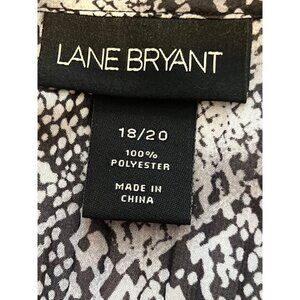 LANE BRYANT
18/20
100%
POLYESTER
MADE IN
CHINA